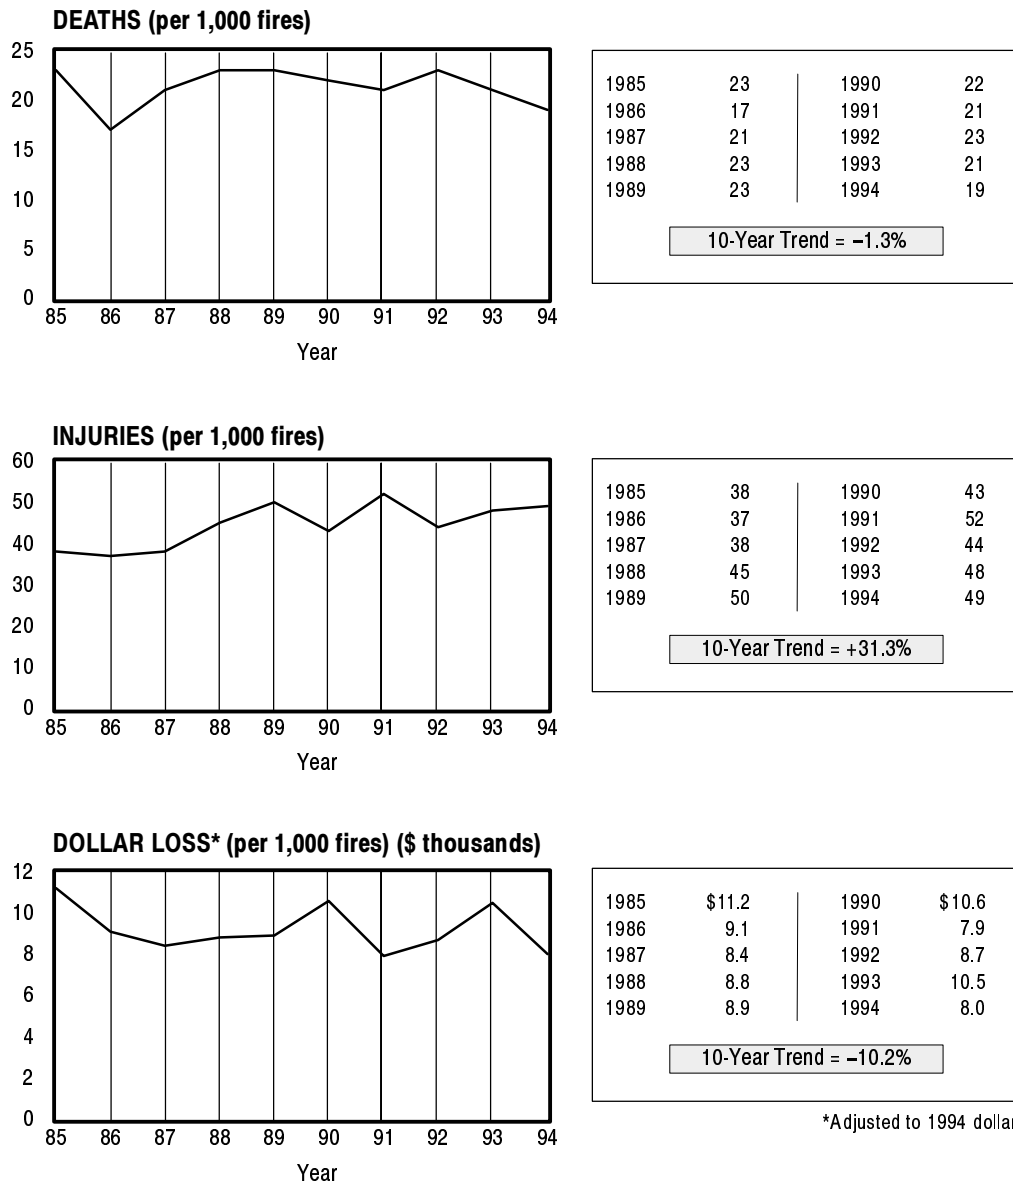 DEATHS (per 1,000 fires)
25
20
15
10
5
0
85 86 87 88 89 90 91 92 93 94
Year
1985 23 1990 22
1986 17 1991 21
1987 21 1992 23
1988 23 1993 21
1989 23 1994 19
10-Year Trend = –1.3%
INJURIES (per 1,000 fires)
60
50
40
30
20
10
0
85 86 87 88 89 90 91 92 93 94
Year
1985 38 1990 43
1986 37 1991 52
1987 38 1992 44
1988 45 1993 48
1989 50 1994 49
10-Year Trend = +31.3%
DOLLAR LOSS* (per 1,000 fires) ($ thousands)
12
10
8
6
4
2
0
85 86 87 88 89 90 91 92 93 94
Year
1985 $11.2 1990 $10.6
1986 9.1 1991 7.9
1987 8.4 1992 8.7
1988 8.8 1993 10.5
1989 8.9 1994 8.0
10-Year Trend = –10.2%
*Adjusted to 1994 dollar